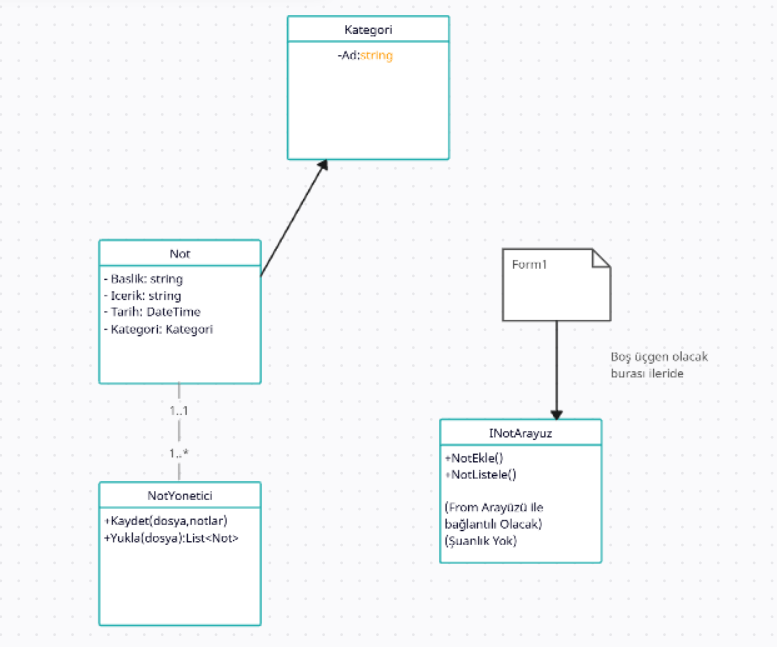 Kategori
-Ad:string
Not
- Baslik: string
- Icerik: string
- Tarih: DateTime
- Kategori: Kategori
1..1
1..*
NotYonetici
+Kaydet(dosya,notlar)
+Yukla(dosya):List<Not>
Form1
Boş üçgen olacak
burası ileride
INotArayuz
+NotEkle()
+NotListele()
(From Arayüzü ile
bağlantılı Olacak)
(Şuanlık Yok)